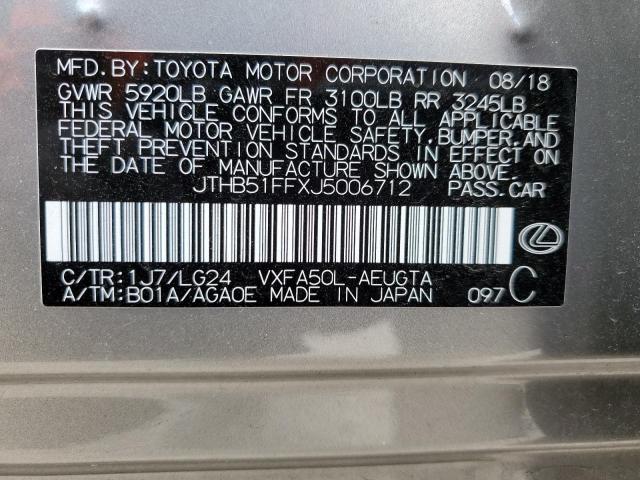 MFD. BY: TOYOTA MOTOR CORPORATION 08/18
GVWR 5920LB GAWR FR 3100LB RR 3245LB
THIS VEHICLE CONFORMS TO ALL APPLICABLE
FEDERAL MOTOR VEHICLE SAFETY, BUMPER, AND
THEFT PREVENTION STANDARDS IN EFFECT ON
THE DATE OF MANUFACTURE SHOWN ABOVE.
JTHB51FFXJ5006712 PASS. CAR
C/TR: 1J7/LG24 VXFA50L-AEUGTA
A/TM: B01A/AGA0E MADE IN JAPAN 097 C